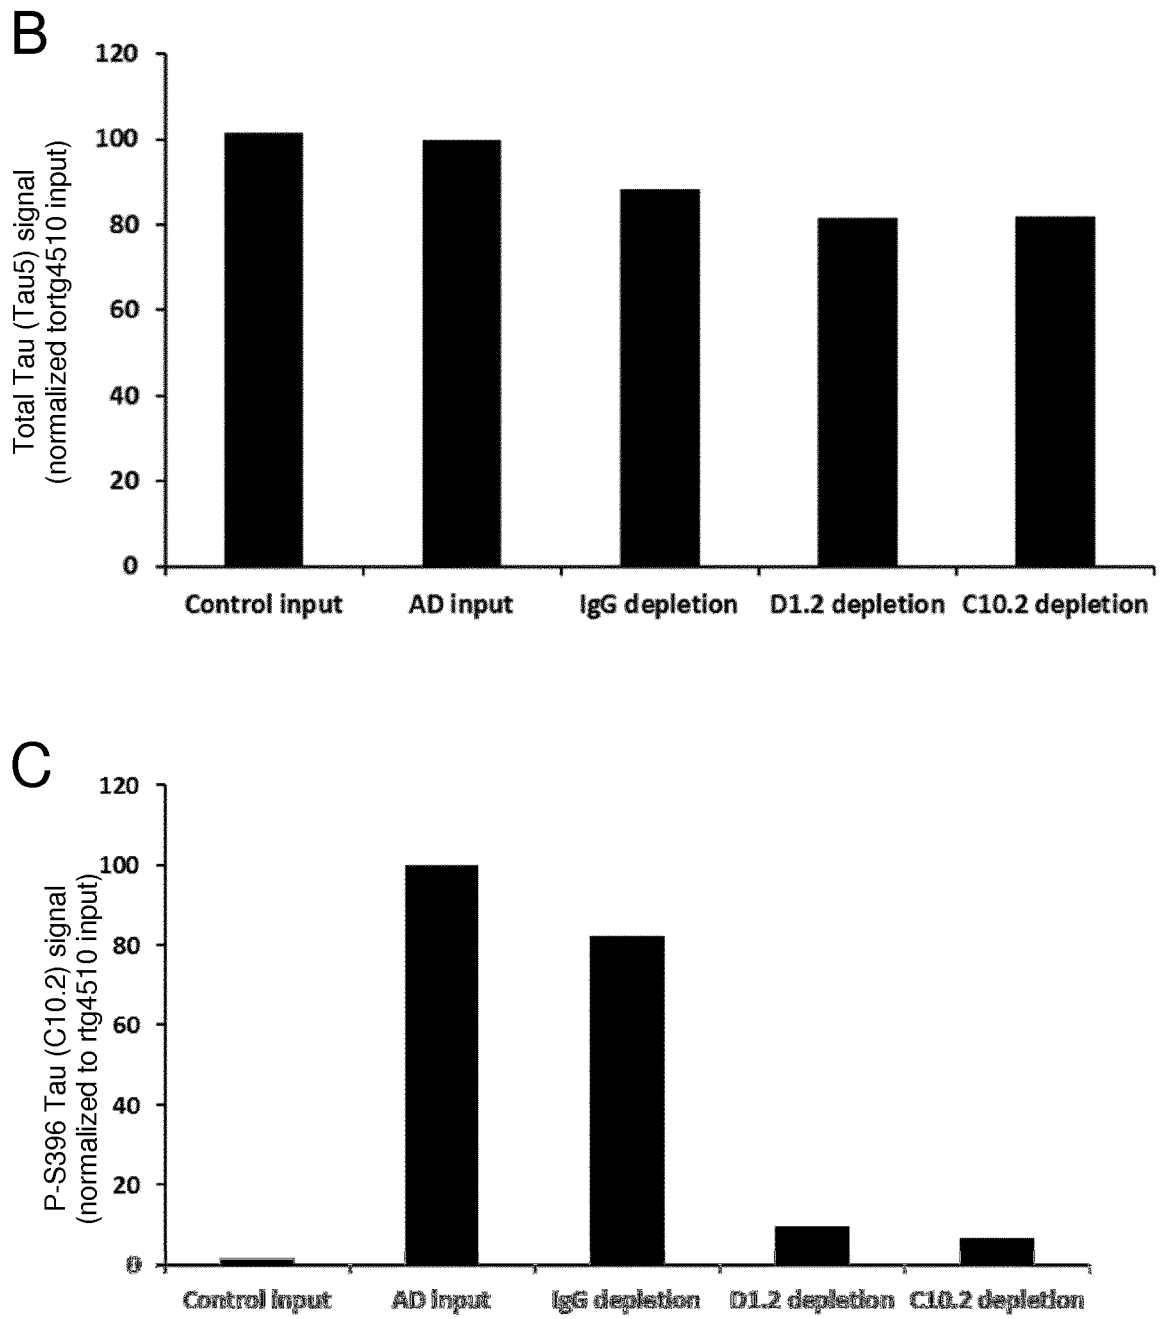 B
Total Tau (Tau5) signal
(normalized tortg4510 input)
120
100
80
60
40
20
0
Control input AD input IgG depletion D1.2 depletion C10.2 depletion
C
P-S396 Tau (C10.2) signal
(normalized to rtg4510 input)
120
100
80
60
40
20
0
Control input AD input IgG depletion D1.2 depletion C10.2 depletion